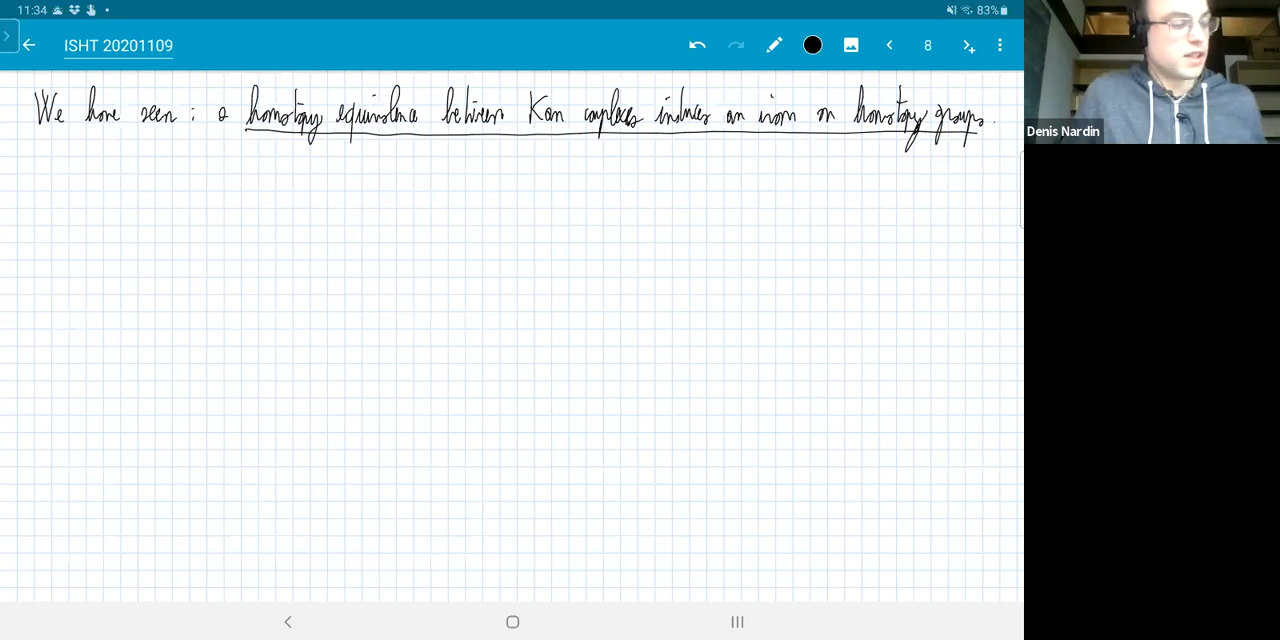 11:34 83%
ISHT 20201109 8
We have seen: a homotopy equivalence between Kan complexes induces an isom on homotopy groups.
Denis Nardin